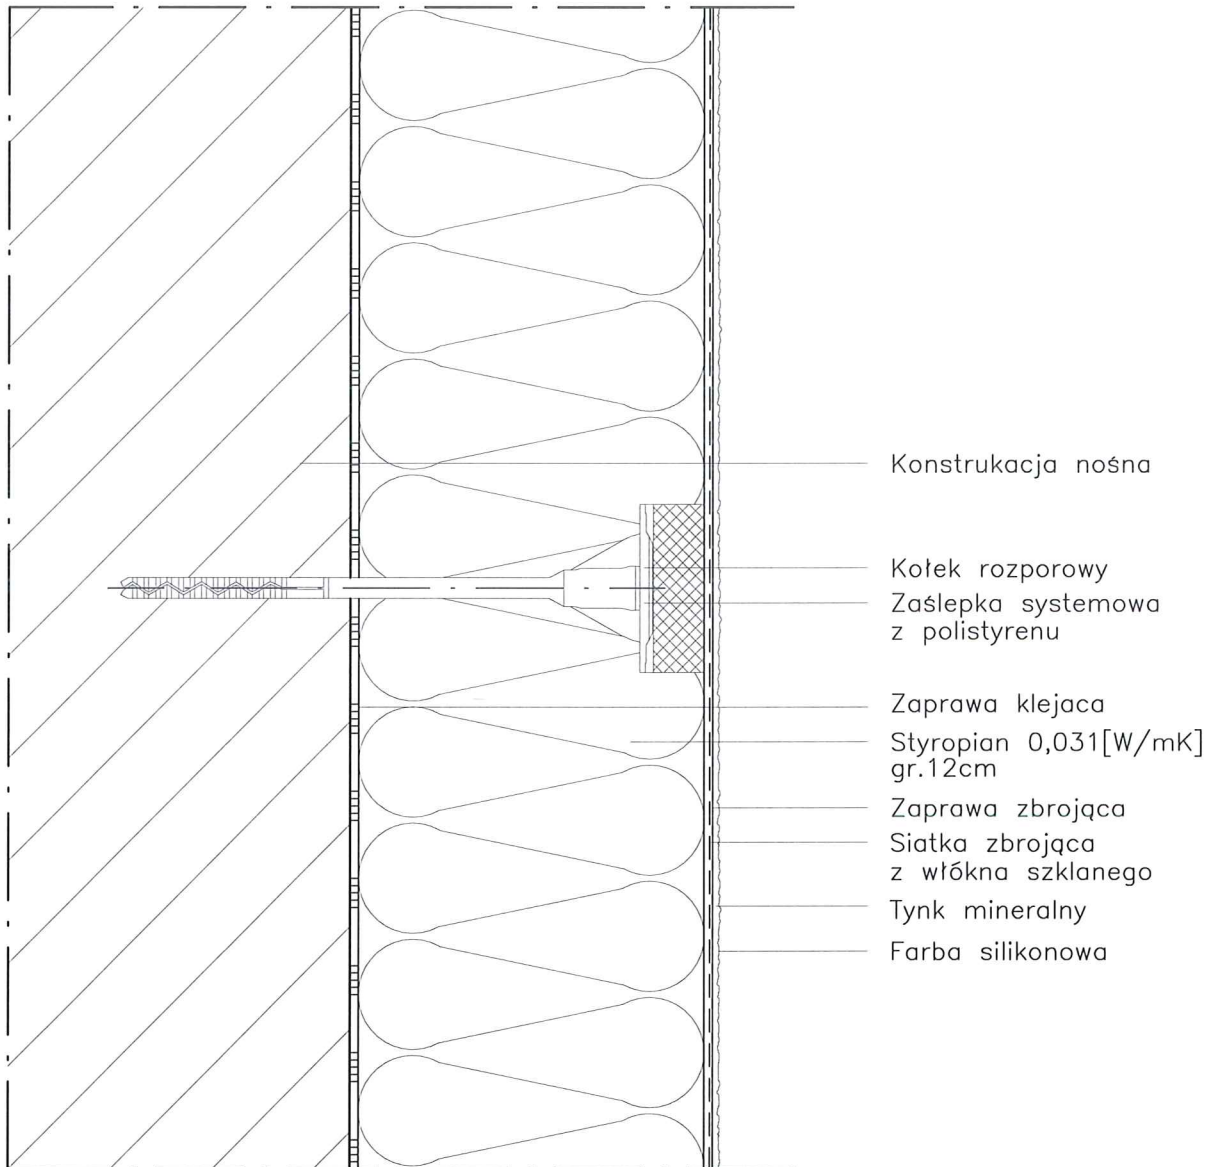 Konstrukacja nośna
Kołek rozporowy
Zaślepka systemowa
z polistyrenu
Zaprawa klejaca
Styropian 0,031[W/mK]
gr.12cm
Zaprawa zbrojąca
Siatka zbrojąca
z włókna szklanego
Tynk mineralny
Farba silikonowa